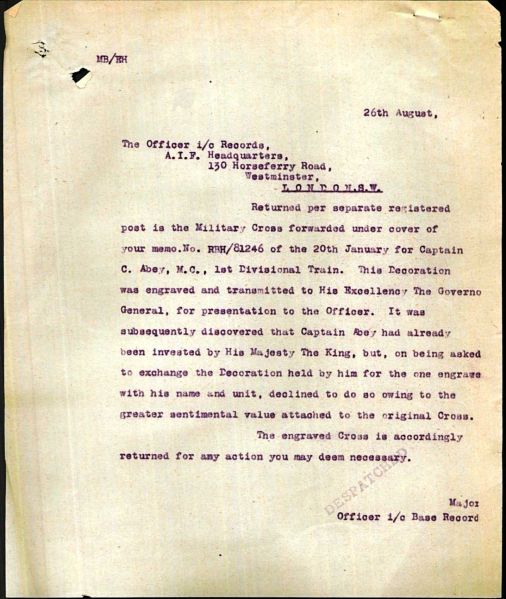 MB/EH
26th August,
The Officer i/c Records,
A.I.F. Headquarters,
130 Horseferry Road,
Westminster,
L O N D O N.S.W.
Returned per separate registered
post is the Military Cross forwarded under cover of
your memo.No. RBH/81246 of the 20th January for Captain
C. Abey, M.C., 1st Divisional Train. This Decoration
was engraved and transmitted to His Excellency The Governo
General, for presentation to the Officer. It was
subsequently discovered that Captain Abey had already
been invested by His Majesty The King, but, on being asked
to exchange the Decoration held by him for the one engrave
with his name and unit, declined to do so owing to the
greater sentimental value attached to the original Cross.
The engraved Cross is accordingly
returned for any action you may deem necessary.
DESPATCHED
Major
Officer i/c Base Record